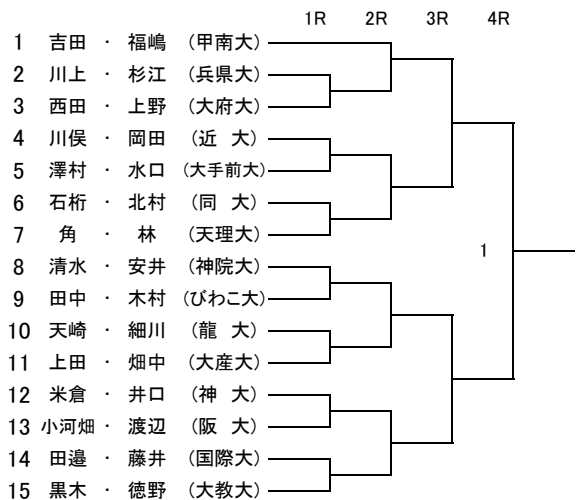 1R 2R 3R 4R
1 吉田 ・ 福嶋 (甲南大)
2 川上 ・ 杉江 (兵県大)
3 西田 ・ 上野 (大府大)
4 川俣 ・ 岡田 (近 大)
5 澤村 ・ 水口 (大手前大)
6 石桁 ・ 北村 (同 大)
7 角 ・ 林 (天理大)
1
8 清水 ・ 安井 (神院大)
9 田中 ・ 木村 (びわこ大)
10 天崎 ・ 細川 (龍 大)
11 上田 ・ 畑中 (大産大)
12 米倉 ・ 井口 (神 大)
13 小河畑 ・ 渡辺 (阪 大)
14 田邉 ・ 藤井 (国際大)
15 黒木 ・ 徳野 (大教大)